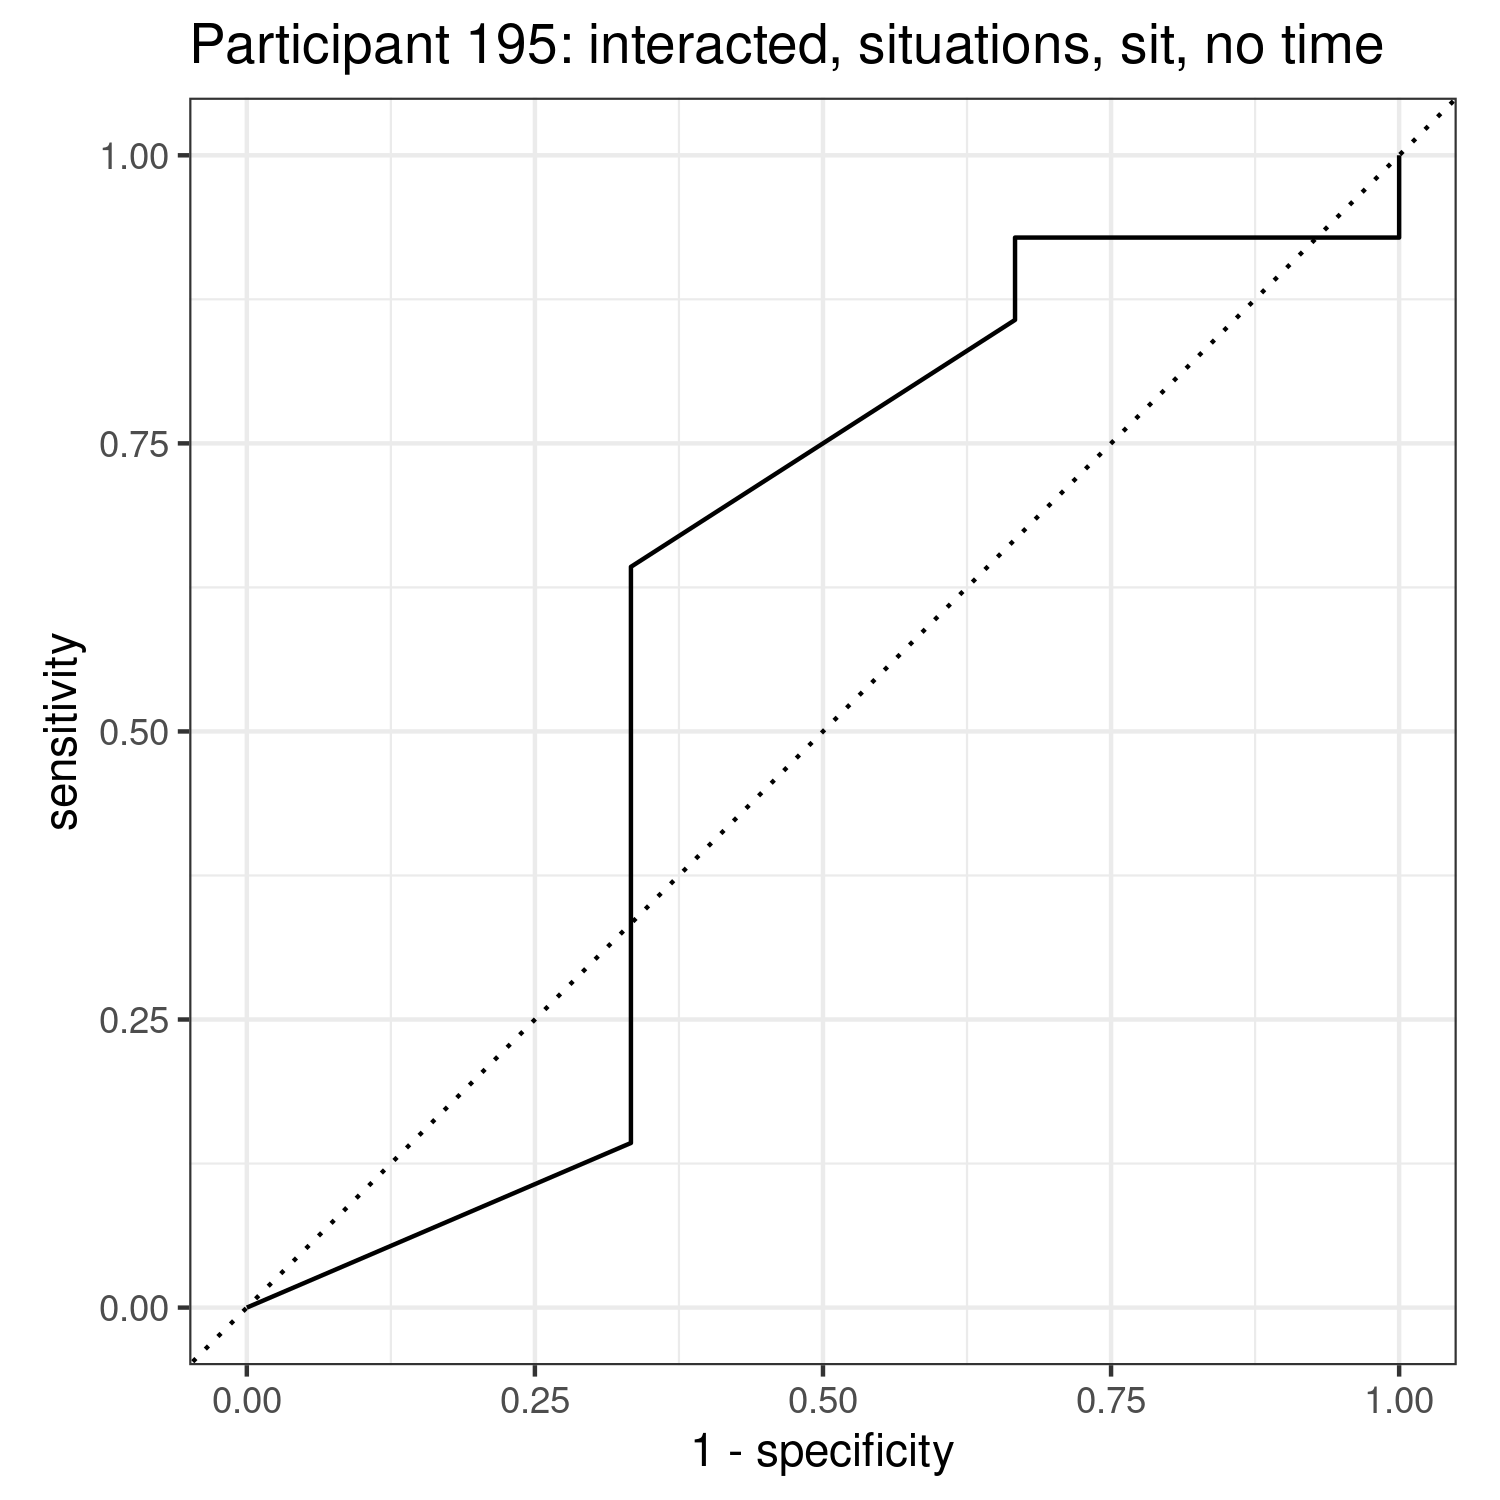 Participant 195: interacted, situations, sit, no time
1.00
0.75
0.50
0.25
0.00
sensitivity
0.00 0.25 0.50 0.75 1.00
1 - specificity